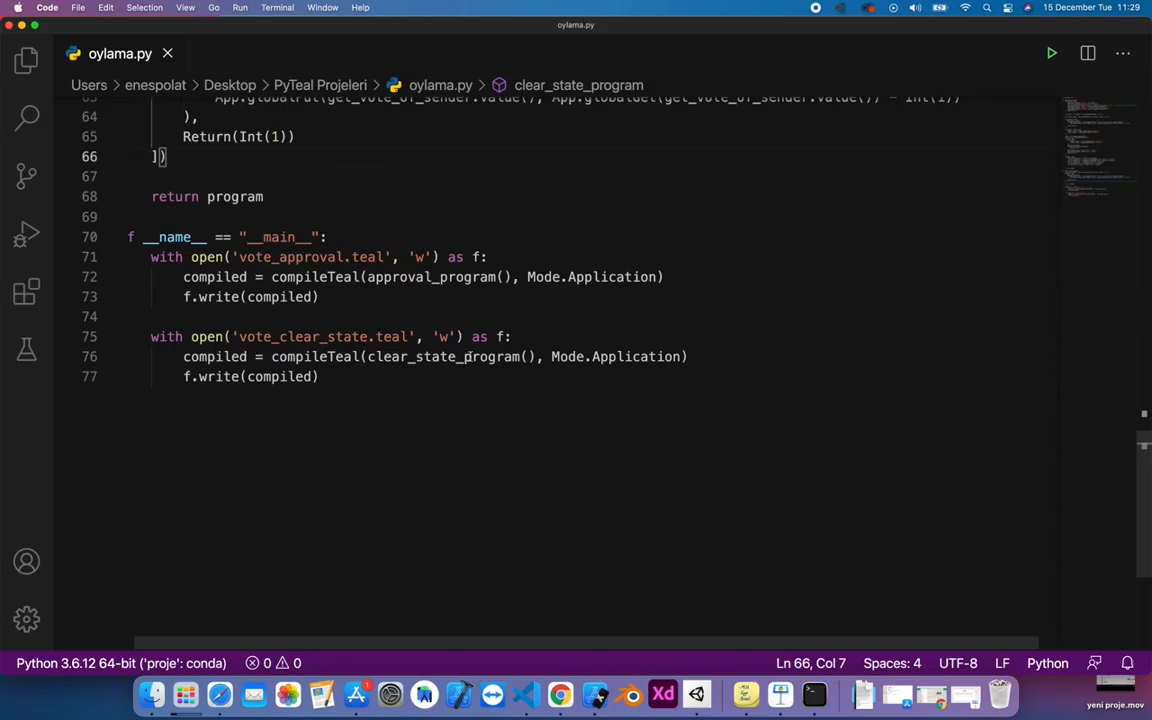 Code File Edit Selection View Go Run Terminal Window Help 15 December Tue 11:29
oylama.py
oylama.py
Users > enespolat > Desktop > PyTeal Projeleri > oylama.py > clear_state_program
64 ),
65 Return(Int(1))
66 ])
67
68 return program
69
70 f __name__ == "__main__":
71 with open('vote_approval.teal', 'w') as f:
72 compiled = compileTeal(approval_program(), Mode.Application)
73 f.write(compiled)
74
75 with open('vote_clear_state.teal', 'w') as f:
76 compiled = compileTeal(clear_state_program(), Mode.Application)
77 f.write(compiled)
Python 3.6.12 64-bit ('proje': conda) 0 0 Ln 66, Col 7 Spaces: 4 UTF-8 LF Python
1
Xd
yeni proje.mov